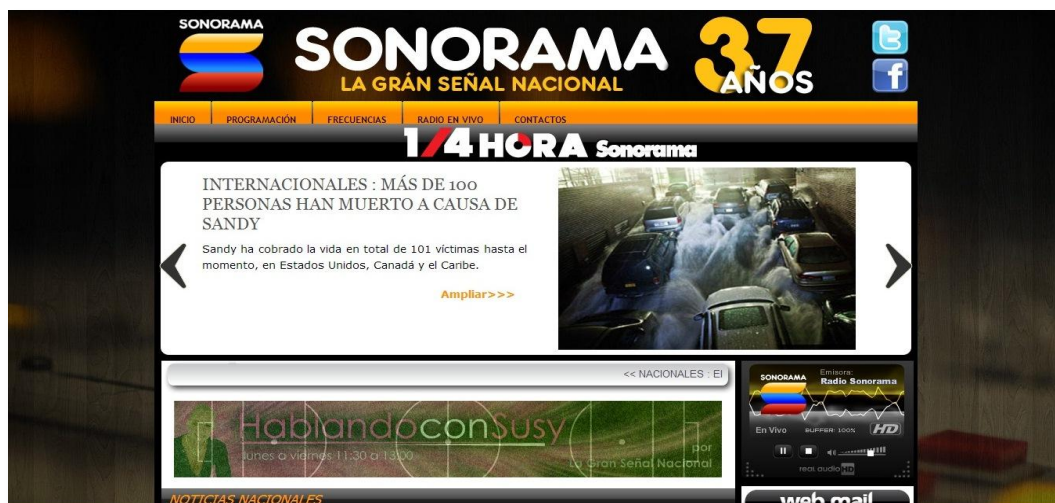 SONORAMA
SONORAMA
LA GRÁN SEÑAL NACIONAL
37
AÑOS
INICIO
PROGRAMACIÓN
FRECUENCIAS
RADIO EN VIVO
CONTACTOS
1/4 HORA Sonorama
INTERNACIONALES : MÁS DE 100
PERSONAS HAN MUERTO A CAUSA DE
SANDY
Sandy ha cobrado la vida en total de 101 víctimas hasta el
momento, en Estados Unidos, Canadá y el Caribe.
Ampliar>>>
<< NACIONALES : El
HablandoconSusy
lunes a viernes 11:30 a 13:00
por
La Gran Señal Nacional
SONORAMA
Emisora:
Radio Sonorama
En Vivo
BUFFER: 100%
HD
real audio HD
NOTICIAS NACIONALES
web mail